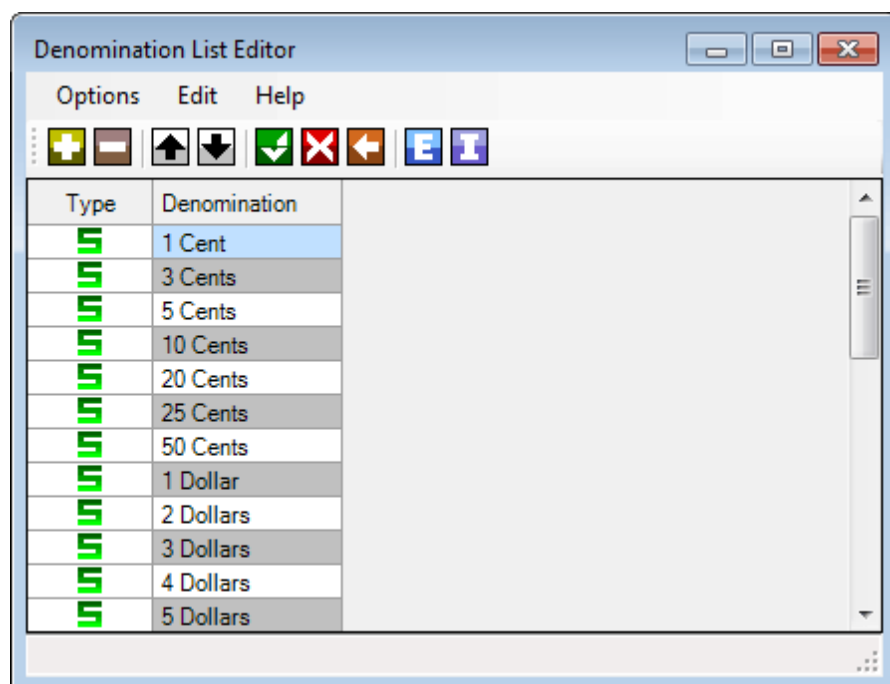 Denomination List Editor
Options Edit Help
E I
Type Denomination
S 1 Cent
S 3 Cents
S 5 Cents
S 10 Cents
S 20 Cents
S 25 Cents
S 50 Cents
S 1 Dollar
S 2 Dollars
S 3 Dollars
S 4 Dollars
S 5 Dollars